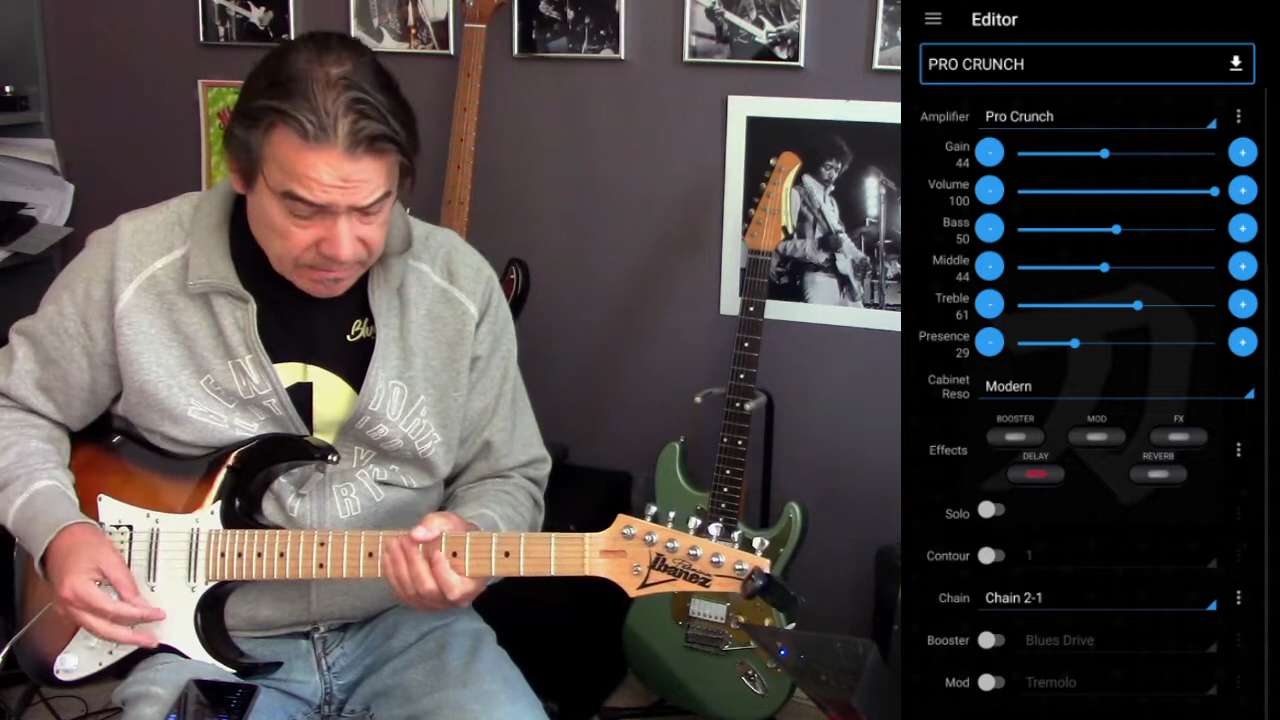 Editor
PRO CRUNCH
Amplifier Pro Crunch
Gain
44
- +
Volume
100
- +
Bass
50
- +
Middle
44
- +
Treble
61
- +
Presence
29
- +
Cabinet
Reso
Modern
BOOSTER MOD FX
Effects
DELAY REVERB
Solo
Contour 1
Chain Chain 2-1
Booster Blues Drive
Mod Tremolo
NEW YORK
Ibanez